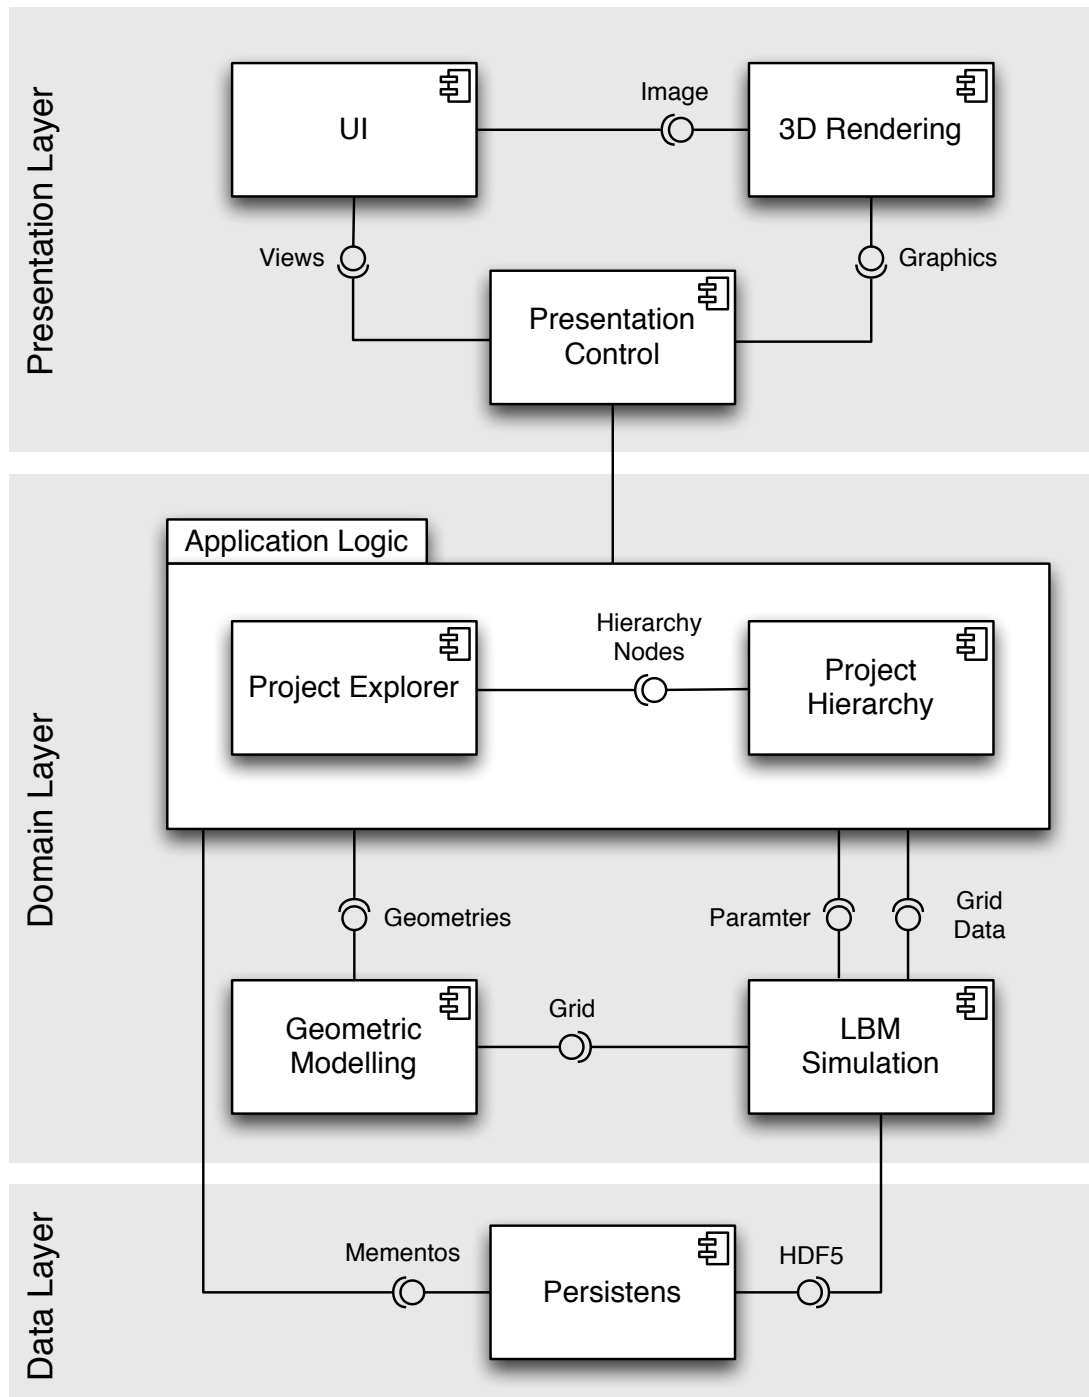 Presentation Layer
UI
Image
3D Rendering
Views
Graphics
Presentation
Control
Domain Layer
Application Logic
Project Explorer
Hierarchy
Nodes
Project
Hierarchy
Geometries
Paramter
Grid
Data
Geometric
Modelling
Grid
LBM
Simulation
Data Layer
Mementos
Persistens
HDF5